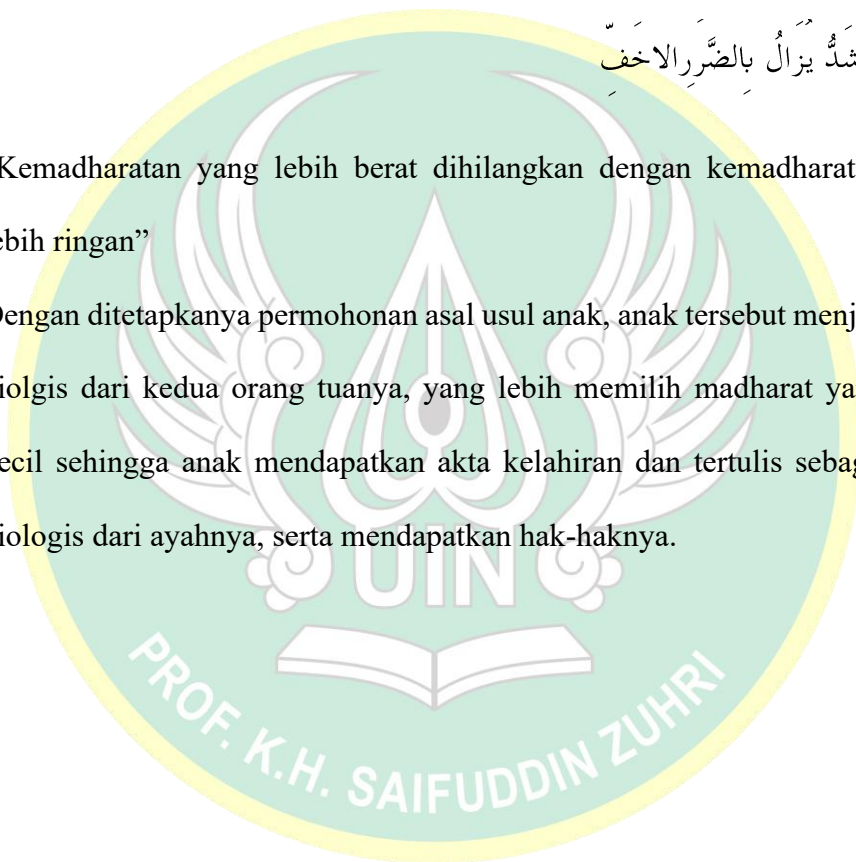 شَدُّ يُزَالُ بِالضَّرَرِ الاخَفِّ
Kemadharatan yang lebih berat dihilangkan dengan kemadharat
ebih ringan”
Dengan ditetapkanya permohonan asal usul anak, anak tersebut menj
iolgis dari kedua orang tuanya, yang lebih memilih madharat ya
ecil sehingga anak mendapatkan akta kelahiran dan tertulis sebag
iologis dari ayahnya, serta mendapatkan hak-haknya.
UIN
PROF. K.H. SAIFUDDIN ZUHRI